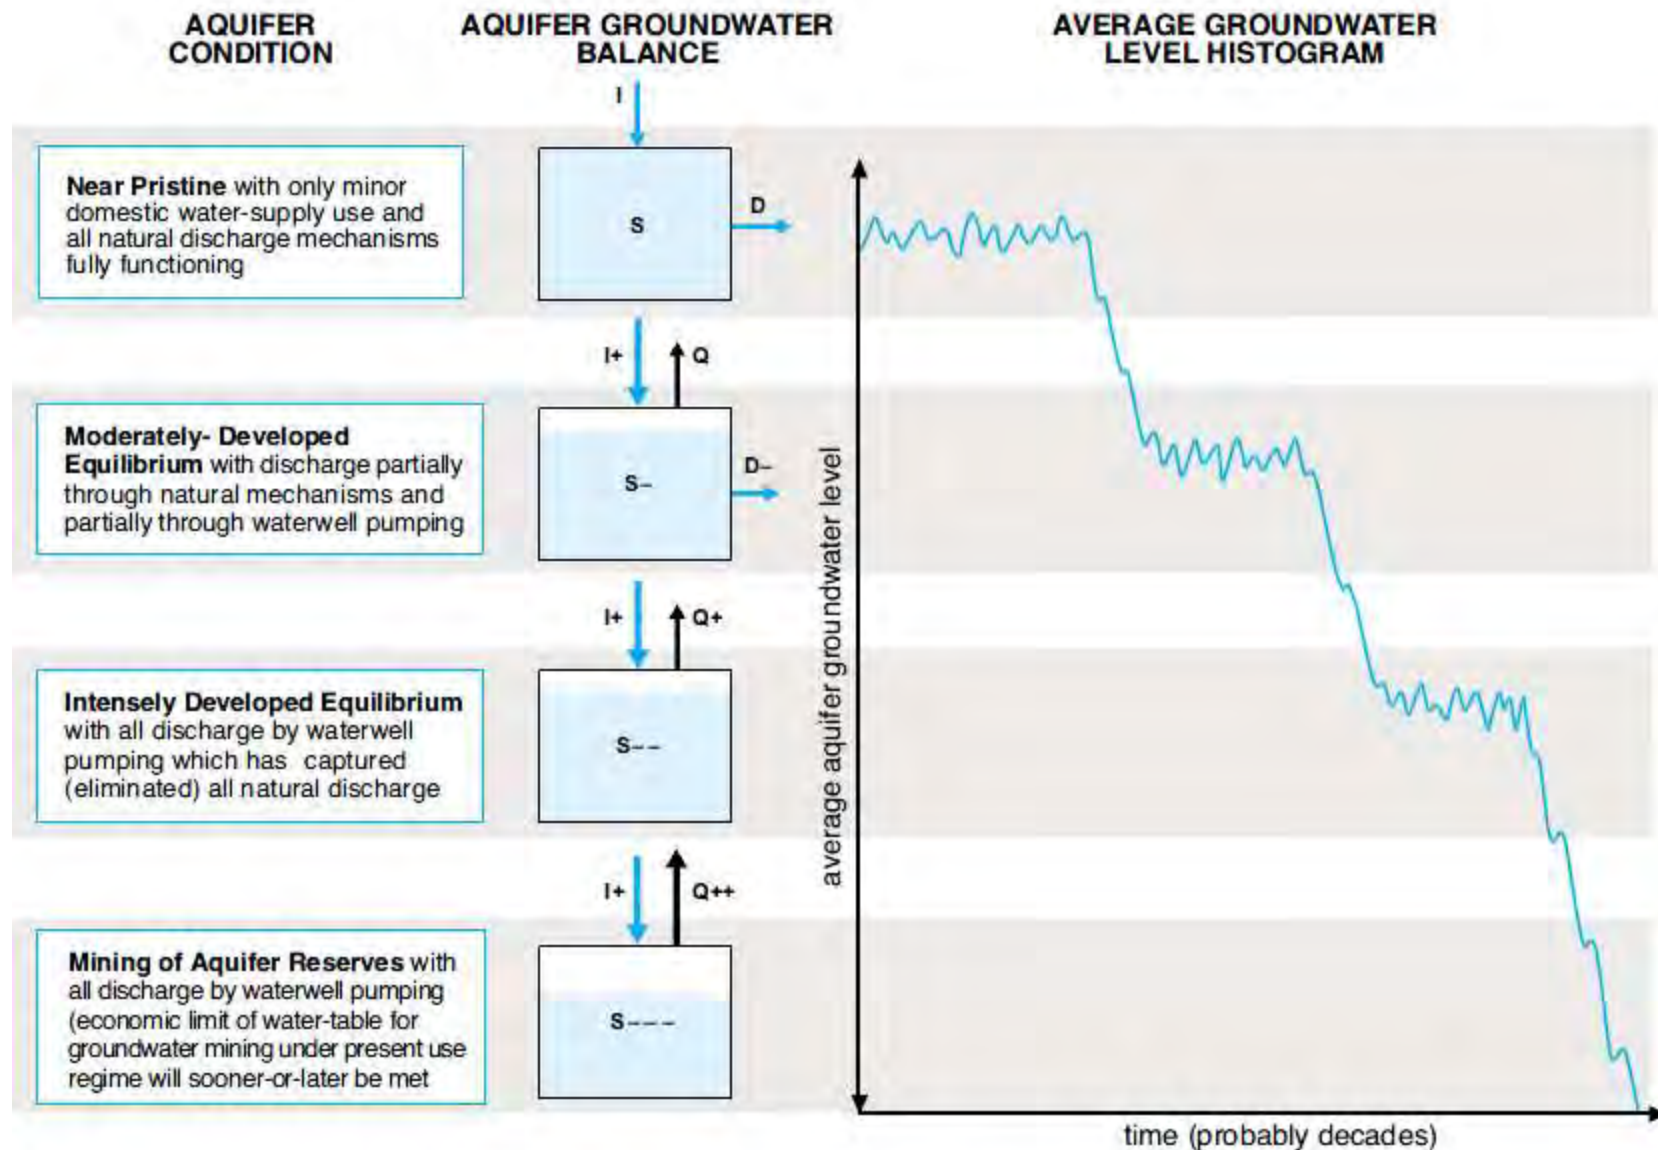 AQUIFER
CONDITION
AQUIFER GROUNDWATER
BALANCE
AVERAGE GROUNDWATER
LEVEL HISTOGRAM
I
Near Pristine with only minor
domestic water-supply use and
all natural discharge mechanisms
fully functioning
S
D
I+
Q
Moderately- Developed
Equilibrium with discharge partially
through natural mechanisms and
partially through waterwell pumping
S–
D–
I+
Q+
Intensely Developed Equilibrium
with all discharge by waterwell
pumping which has captured
(eliminated) all natural discharge
S– –
I+
Q++
Mining of Aquifer Reserves with
all discharge by waterwell pumping
(economic limit of water-table for
groundwater mining under present use
regime will sooner-or-later be met
S– – –
average aquifer groundwater level
time (probably decades)